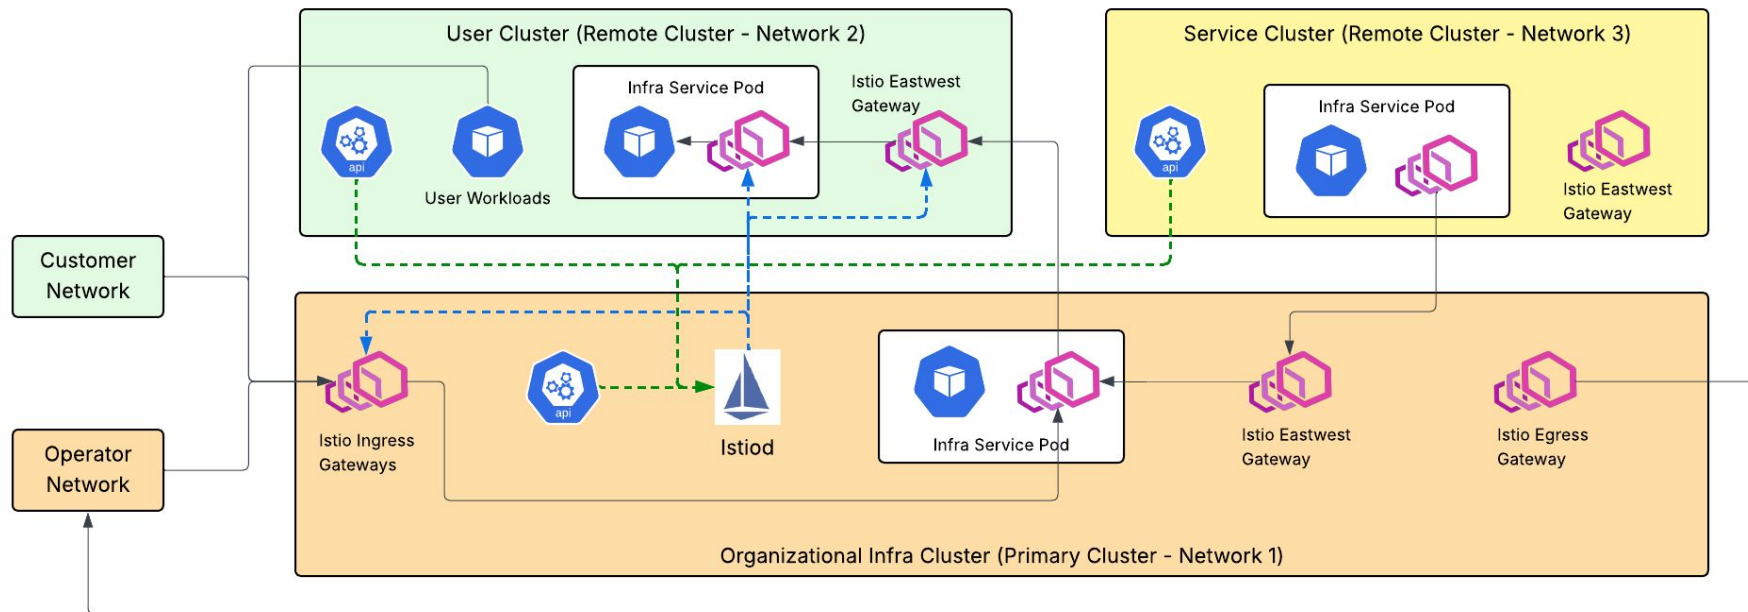 User Cluster (Remote Cluster - Network 2)
Service Cluster (Remote Cluster - Network 3)
Infra Service Pod
Istio Eastwest
Gateway
Infra Service Pod
api
User Workloads
api
Istio Eastwest
Gateway
Customer
Network
Operator
Network
Istio Ingress
Gateways
api
Istiod
Infra Service Pod
Istio Eastwest
Gateway
Istio Egress
Gateway
Organizational Infra Cluster (Primary Cluster - Network 1)